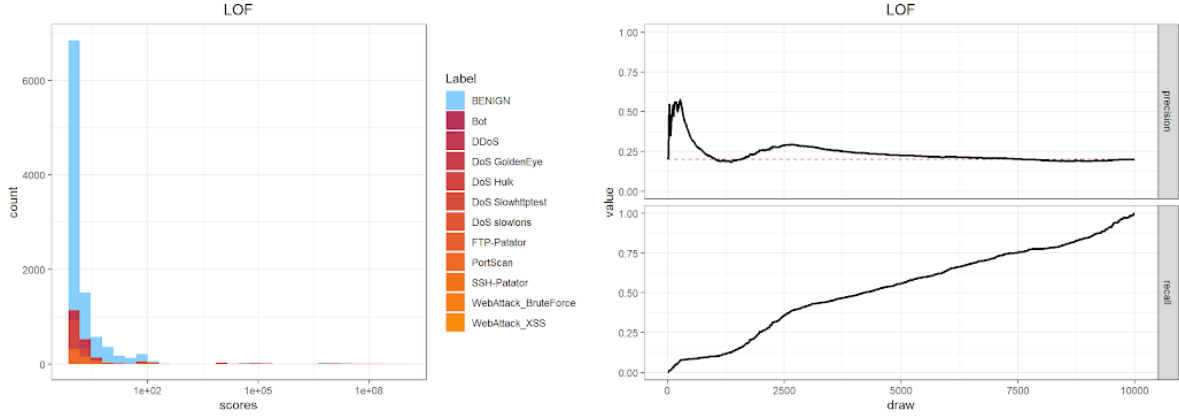 LOF
6000
4000
2000
0
count
1e+02
1e+05
1e+08
scores
Label
BENIGN
Bot
DDoS
DoS GoldenEye
DoS Hulk
DoS Slowhttptest
DoS slowloris
FTP-Patator
PortScan
SSH-Patator
WebAttack_BruteForce
WebAttack_XSS
LOF
1.00
0.75
0.50
0.25
0.00
precision
value
1.00
0.75
0.50
0.25
0.00
recall
0
2500
5000
7500
10000
draw